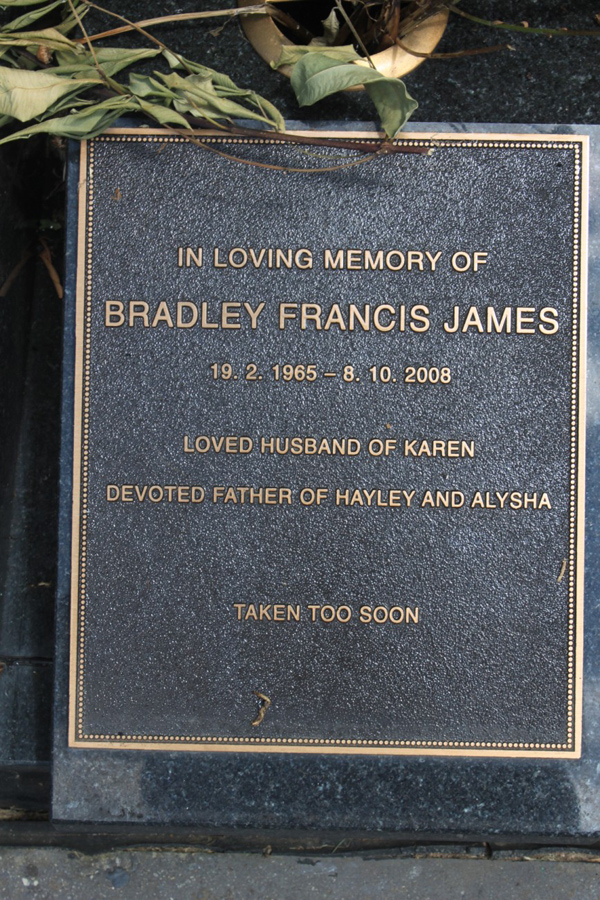 IN LOVING MEMORY OF
BRADLEY FRANCIS JAMES
19. 2. 1965 – 8. 10. 2008
LOVED HUSBAND OF KAREN
DEVOTED FATHER OF HAYLEY AND ALYSHA
TAKEN TOO SOON